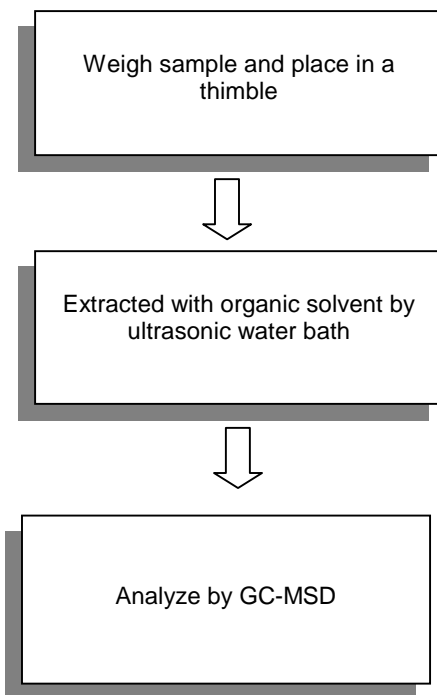 Weigh sample and place in a
thimble
Extracted with organic solvent by
ultrasonic water bath
Analyze by GC-MSD